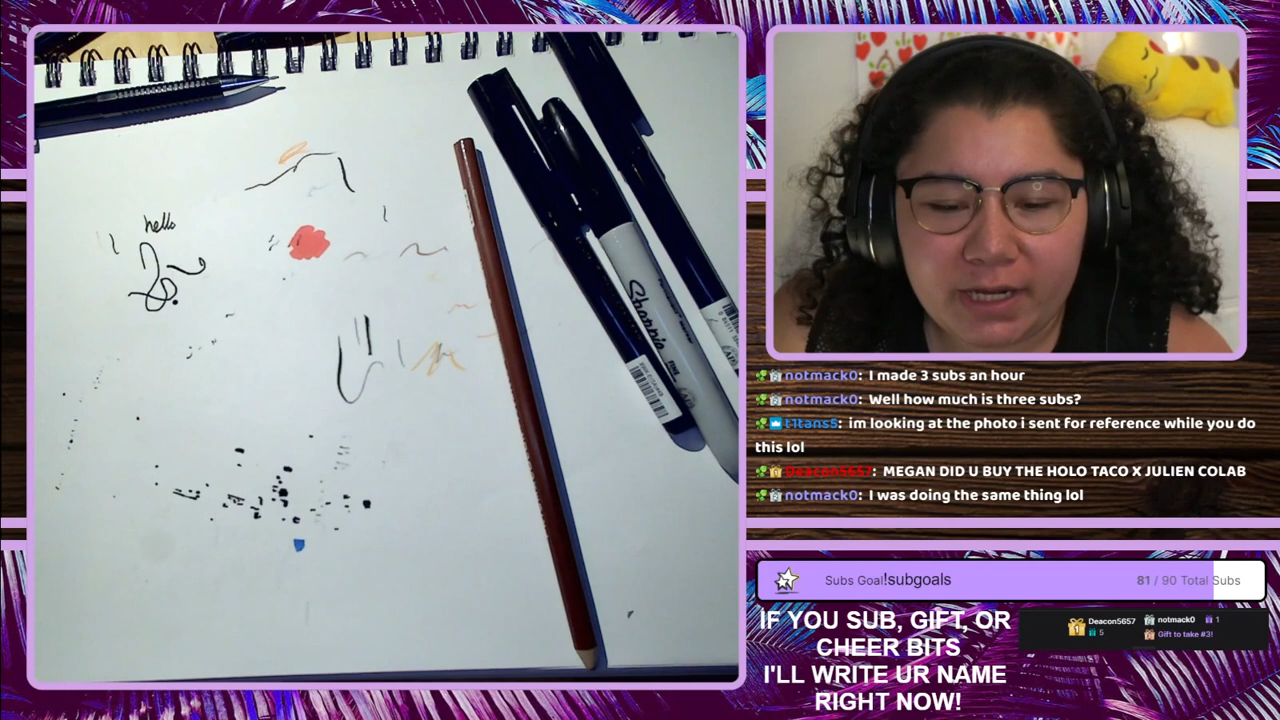 hello
Sharpie
notmack0: I made 3 subs an hour
notmack0: Well how much is three subs?
t1tans5: im looking at the photo i sent for reference while you do
this lol
Deacon5657: MEGAN DID U BUY THE HOLO TACO X JULIEN COLAB
notmack0: I was doing the same thing lol
Subs Goal!subgoals
81 / 90 Total Subs
IF YOU SUB, GIFT, OR
CHEER BITS
I'LL WRITE UR NAME
RIGHT NOW!
1 Deacon5657
5
notmack0 1
Gift to take #3!